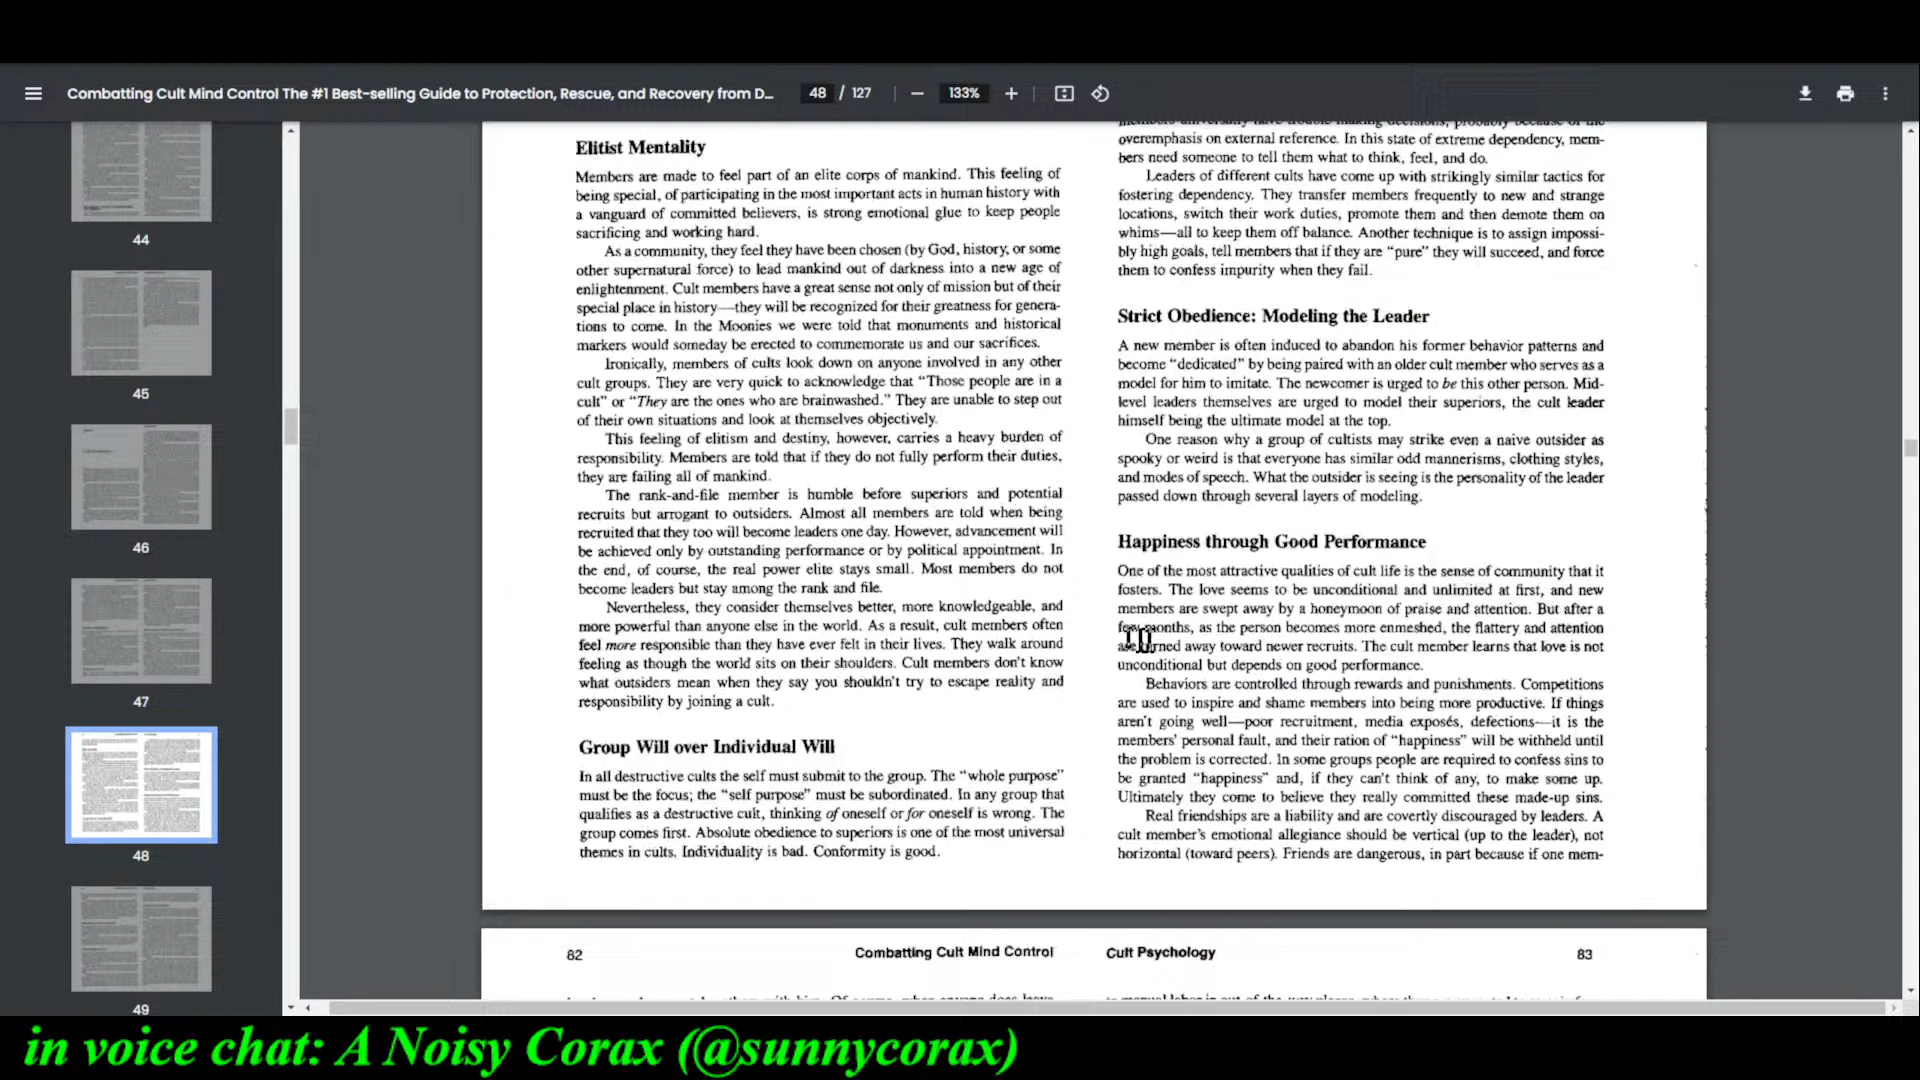 Combatting Cult Mind Control The #1 Best-selling Guide to Protection, Rescue, and Recovery from D...
48 / 127
133%
44
45
46
47
48
49
Elitist Mentality
Members are made to feel part of an elite corps of mankind. This feeling of
being special, of participating in the most important acts in human history with
a vanguard of committed believers, is strong emotional glue to keep people
sacrificing and working hard.
As a community, they feel they have been chosen (by God, history, or some
other supernatural force) to lead mankind out of darkness into a new age of
enlightenment. Cult members have a great sense not only of mission but of their
special place in history—they will be recognized for their greatness for genera-
tions to come. In the Moonies we were told that monuments and historical
markers would someday be erected to commemorate us and our sacrifices.
Ironically, members of cults look down on anyone involved in any other
cult groups. They are very quick to acknowledge that "Those people are in a
cult" or "They are the ones who are brainwashed." They are unable to step out
of their own situations and look at themselves objectively.
This feeling of elitism and destiny, however, carries a heavy burden of
responsibility. Members are told that if they do not fully perform their duties,
they are failing all of mankind.
The rank-and-file member is humble before superiors and potential
recruits but arrogant to outsiders. Almost all members are told when being
recruited that they too will become leaders one day. However, advancement will
be achieved only by outstanding performance or by political appointment. In
the end, of course, the real power elite stays small. Most members do not
become leaders but stay among the rank and file.
Nevertheless, they consider themselves better, more knowledgeable, and
more powerful than anyone else in the world. As a result, cult members often
feel more responsible than they have ever felt in their lives. They walk around
feeling as though the world sits on their shoulders. Cult members don't know
what outsiders mean when they say you shouldn't try to escape reality and
responsibility by joining a cult.
Group Will over Individual Will
In all destructive cults the self must submit to the group. The "whole purpose"
must be the focus; the "self purpose" must be subordinated. In any group that
qualifies as a destructive cult, thinking of oneself or for oneself is wrong. The
group comes first. Absolute obedience to superiors is one of the most universal
themes in cults. Individuality is bad. Conformity is good.
overemphasis on external reference. In this state of extreme dependency, mem-
bers need someone to tell them what to think, feel, and do.
Leaders of different cults have come up with strikingly similar tactics for
fostering dependency. They transfer members frequently to new and strange
locations, switch their work duties, promote them and then demote them on
whims—all to keep them off balance. Another technique is to assign impossi-
bly high goals, tell members that if they are "pure" they will succeed, and force
them to confess impurity when they fail.
Strict Obedience: Modeling the Leader
A new member is often induced to abandon his former behavior patterns and
become "dedicated" by being paired with an older cult member who serves as a
model for him to imitate. The newcomer is urged to be this other person. Mid-
level leaders themselves are urged to model their superiors, the cult leader
himself being the ultimate model at the top.
One reason why a group of cultists may strike even a naive outsider as
spooky or weird is that everyone has similar odd mannerisms, clothing styles,
and modes of speech. What the outsider is seeing is the personality of the leader
passed down through several layers of modeling.
Happiness through Good Performance
One of the most attractive qualities of cult life is the sense of community that it
fosters. The love seems to be unconditional and unlimited at first, and new
members are swept away by a honeymoon of praise and attention. But after a
few months, as the person becomes more enmeshed, the flattery and attention
are turned away toward newer recruits. The cult member learns that love is not
unconditional but depends on good performance.
Behaviors are controlled through rewards and punishments. Competitions
are used to inspire and shame members into being more productive. If things
aren't going well—poor recruitment, media exposés, defections—it is the
members' personal fault, and their ration of "happiness" will be withheld until
the problem is corrected. In some groups people are required to confess sins to
be granted "happiness" and, if they can't think of any, to make some up.
Ultimately they come to believe they really committed these made-up sins.
Real friendships are a liability and are covertly discouraged by leaders. A
cult member's emotional allegiance should be vertical (up to the leader), not
horizontal (toward peers). Friends are dangerous, in part because if one mem-
82
Combatting Cult Mind Control
Cult Psychology
83
in voice chat: A Noisy Corax (@sunnycorax)